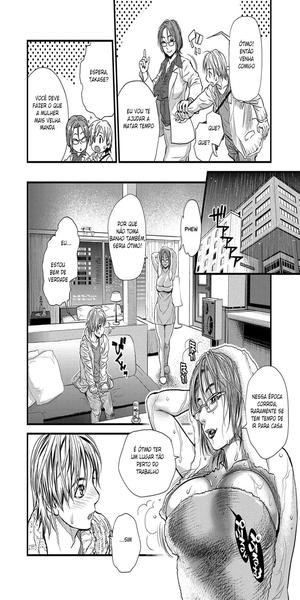 ÓTIMO!
ENTÃO
VENHA
COMIGO
ESPERA,
TAKASE?
VOCÊ DEVE
FAZER O QUE
A MULHER
MAIS VELHA
MANDA
EU VOU TE
AJUDAR A
MATAR TEMPO
QUE?
QUE?
PHEW
POR QUE
NÃO TOMA
BANHO TAMBÉM
SERIA ÓTIMO!
EU...
ESTOU
BEM DE
VERDADE
NESSA ÉPOCA
CORRIDA,
RARAMENTE SE
TEM TEMPO
DE IR PARA CASA
É ÓTIMO TER
UM LUGAR TÃO
PERTO DO
TRABALHO
...SIM